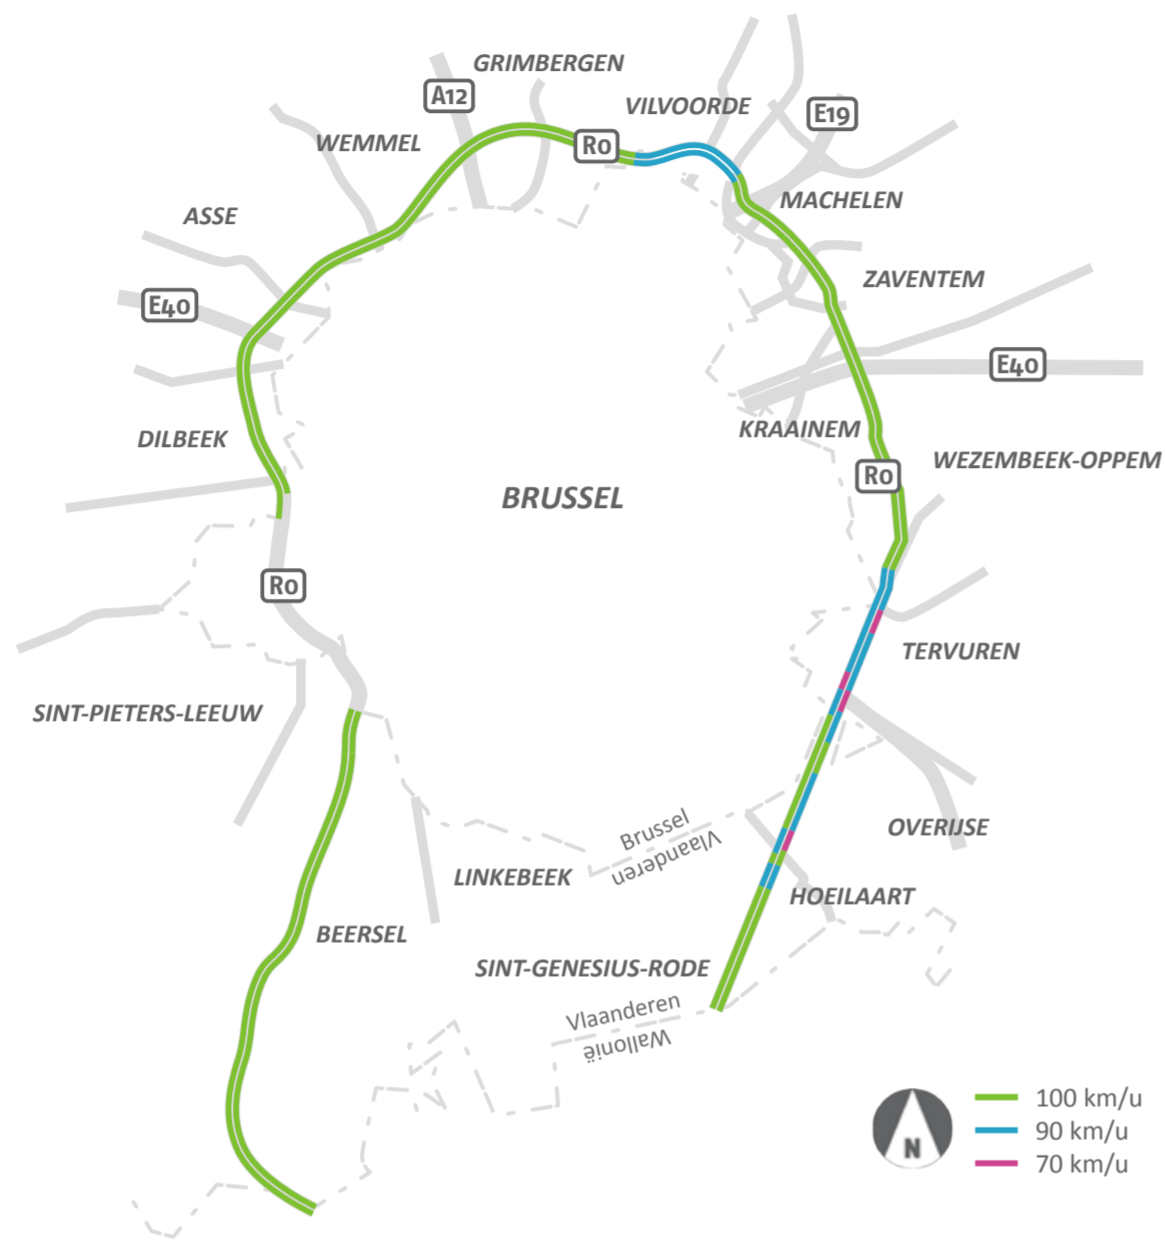 GRIMBERGEN
A12
VILVOORDE
E19
WEMMEL
R0
MACHELEN
ASSE
ZAVENTEM
E40
E40
DILBEEK
KRAAINEM
WEZEMBEEK-OPPEM
R0
BRUSSEL
R0
TERVUREN
SINT-PIETERS-LEEUW
OVERIJSE
Brussel
Vlaanderen
LINKEBEEK
HOEILAART
BEERSEL
SINT-GENESIUS-RODE
Vlaanderen
Wallonië
100 km/u
90 km/u
70 km/u
N